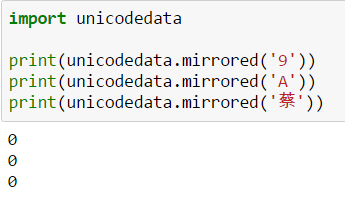 import unicodedata
print(unicodedata.mirrored('9'))
print(unicodedata.mirrored('A'))
print(unicodedata.mirrored('蔡'))
0
0
0